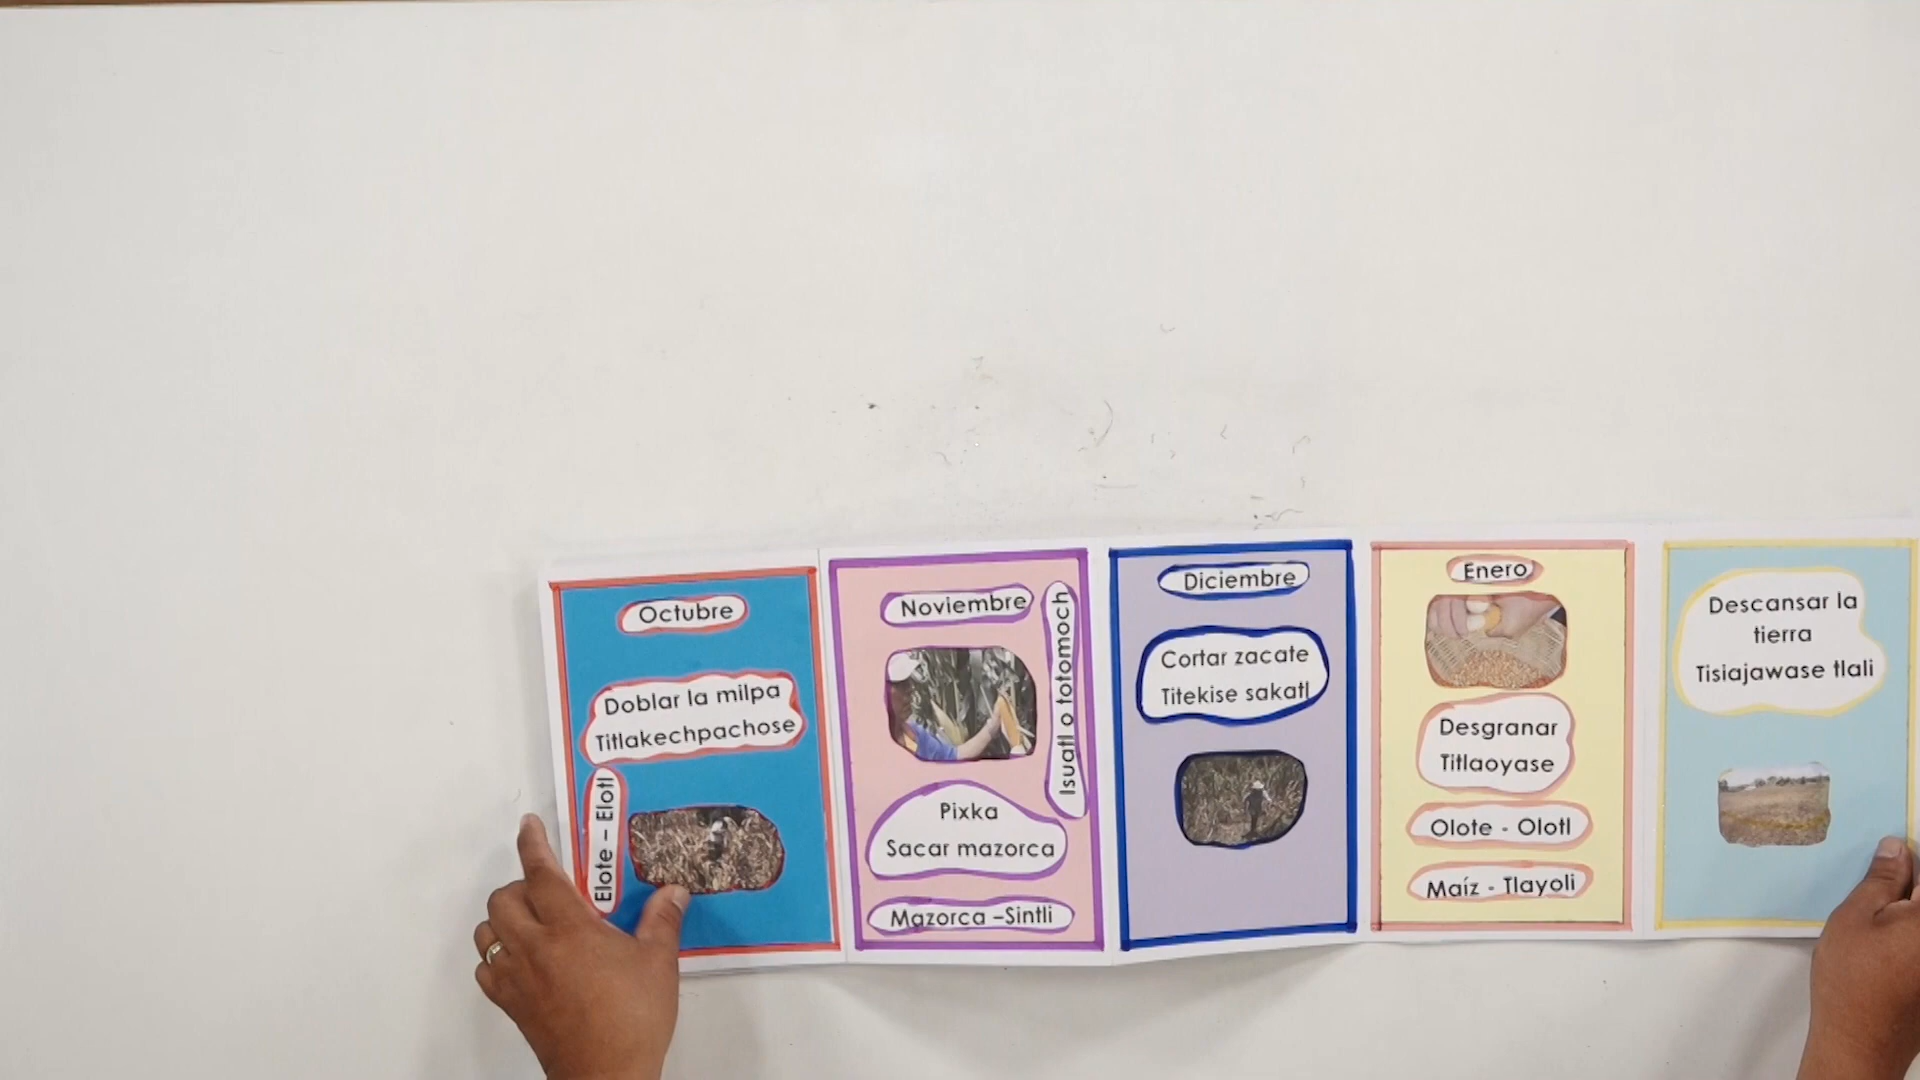 Octubre
Doblar la milpa
Titlakechpachose
Elote – Elotl
Noviembre
Isuatl o totomoch
Pixka
Sacar mazorca
Mazorca –Sintli
Diciembre
Cortar zacate
Titekise sakatl
Enero
Desgranar
Titlaoyase
Olote - Olotl
Maíz - Tlayoli
Descansar la
tierra
Tisiajawase tlali